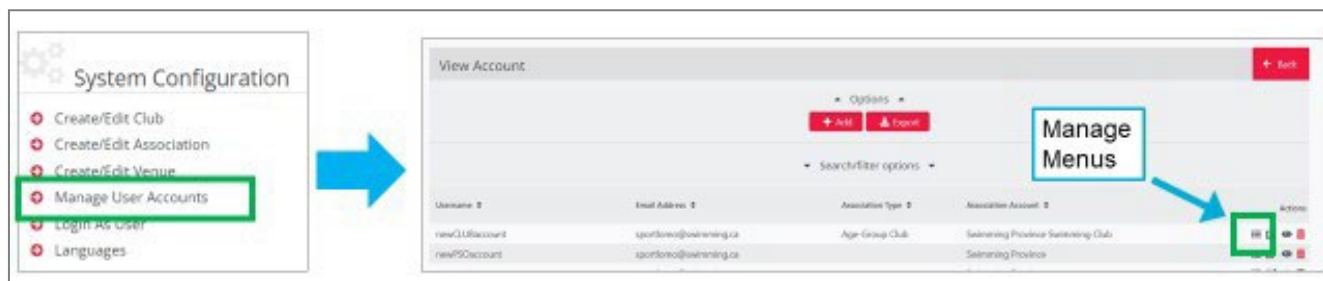 System Configuration
Create/Edit Club
Create/Edit Association
Create/Edit Venue
Manage User Accounts
Login As User
Languages
View Account
Back
Options
Add Export
Manage
Menus
Search/filter options
Username Email Address Association Type Association Account Actions
newCLUBaccount sportlomo@swimming.ca Age-Group Club Swimming Province Swimming Club
newPSOaccount sportlomo@swimming.ca Swimming Province